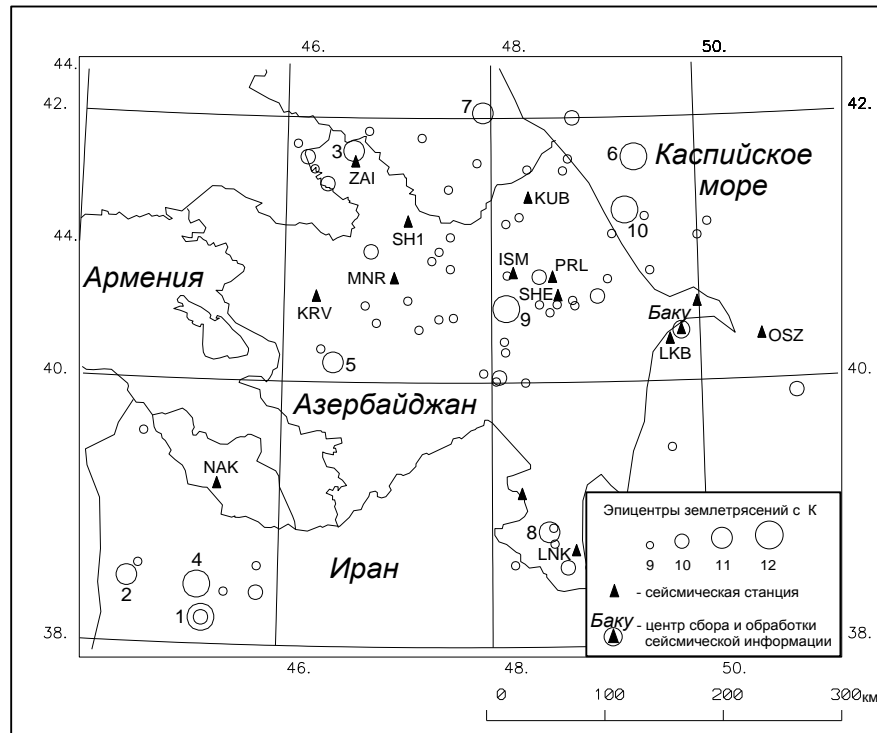 46.
48.
50.
44.
42.
42.
7
3
6
Каспийское
море
ZAI
KUB
10
SH1
44.
ISM
PRL
Армения
MNR
SHE
KRV
9
Баку
OSZ
LKB
5
40.
40.
Азербайджан
NAK
Эпицентры землетрясений с K
9
10
11
12
8
LNK
4
Иран
2
1
- сейсмическая станция
Баку
- центр сбора и обработки
сейсмической информации
38.
38.
46.
48.
50.
0
100
200
300км